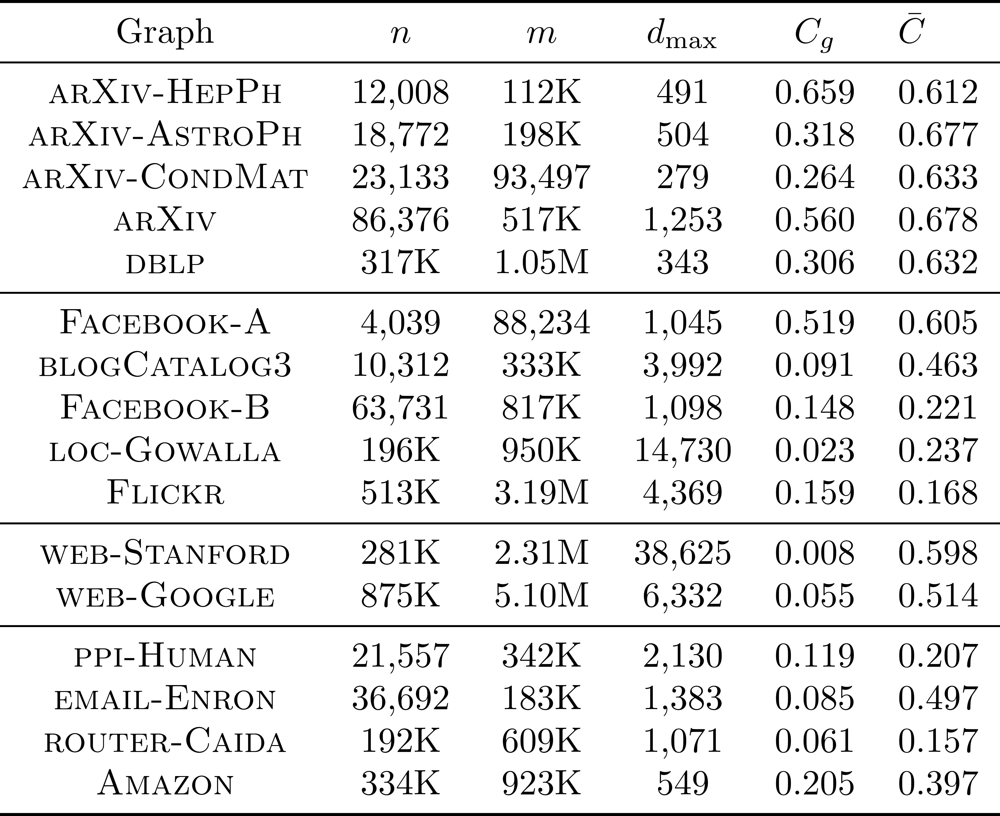 Graph n m d_max C_g C̄
arXiv-HepPh 12,008 112K 491 0.659 0.612
arXiv-AstroPh 18,772 198K 504 0.318 0.677
arXiv-CondMat 23,133 93,497 279 0.264 0.633
arXiv 86,376 517K 1,253 0.560 0.678
dblp 317K 1.05M 343 0.306 0.632
Facebook-A 4,039 88,234 1,045 0.519 0.605
blogCatalog3 10,312 333K 3,992 0.091 0.463
Facebook-B 63,731 817K 1,098 0.148 0.221
loc-Gowalla 196K 950K 14,730 0.023 0.237
Flickr 513K 3.19M 4,369 0.159 0.168
web-Stanford 281K 2.31M 38,625 0.008 0.598
web-Google 875K 5.10M 6,332 0.055 0.514
ppi-Human 21,557 342K 2,130 0.119 0.207
email-Enron 36,692 183K 1,383 0.085 0.497
router-Caida 192K 609K 1,071 0.061 0.157
Amazon 334K 923K 549 0.205 0.397